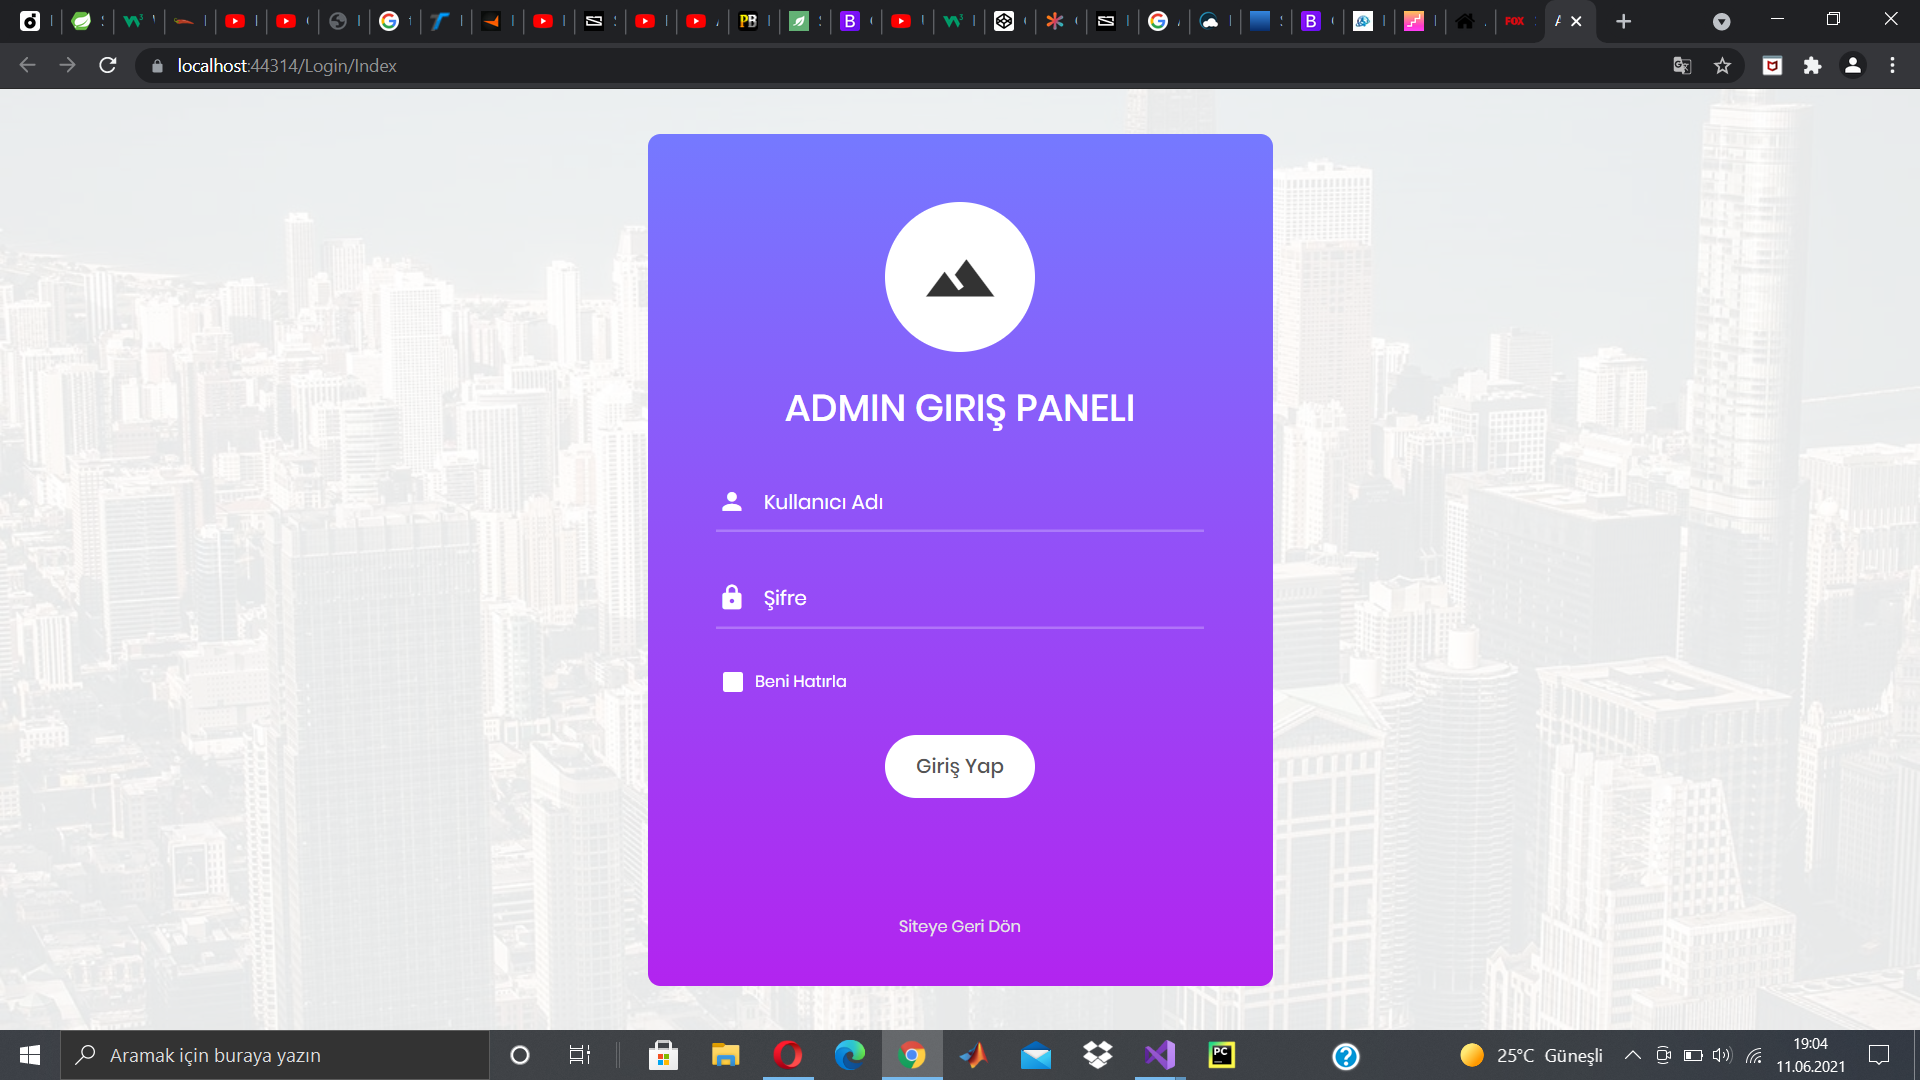 localhost:44314/Login/Index
ADMIN GIRIŞ PANELI
Kullanıcı Adı
Şifre
Beni Hatırla
Giriş Yap
Siteye Geri Dön
Aramak için buraya yazın
25°C Güneşli
19:04
11.06.2021